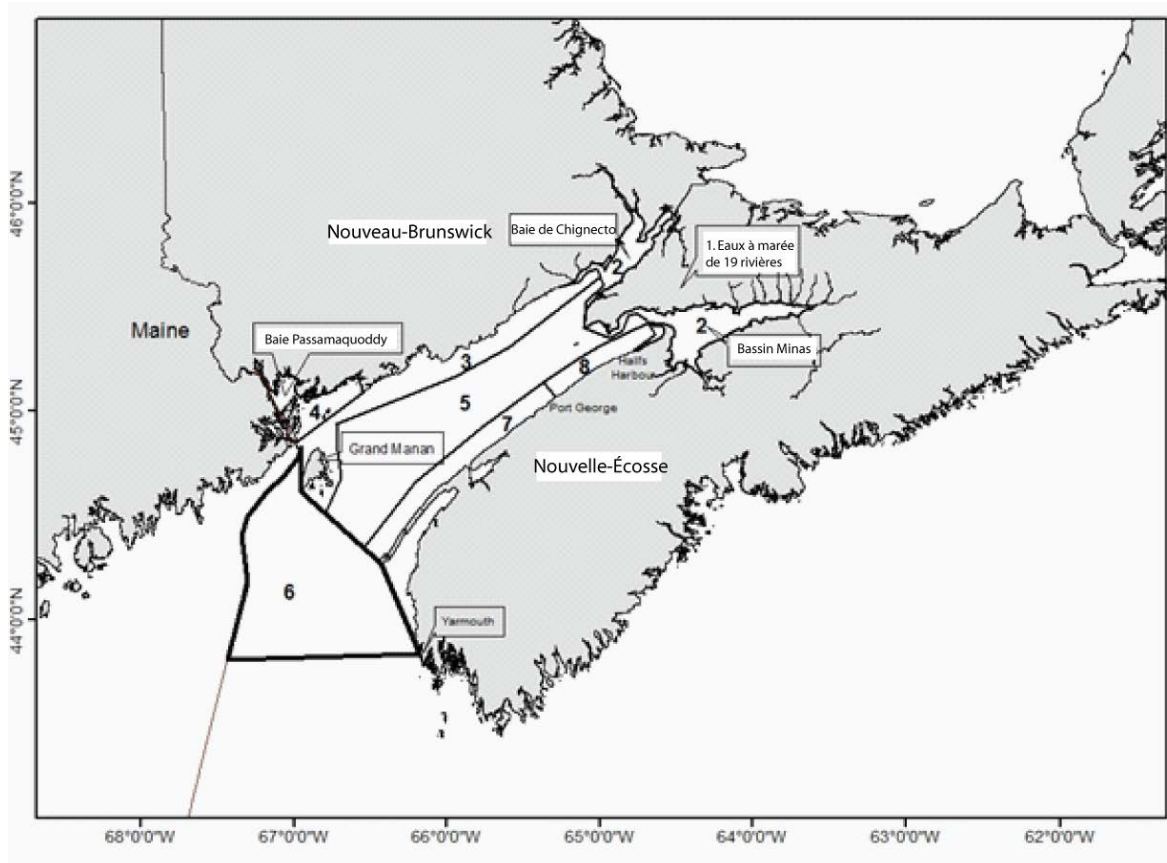 46°0'0"N
45°0'0"N
44°0'0"N
Nouveau-Brunswick
Baie de Chignecto
1. Eaux à marée
de 19 rivières
2
Maine
Baie Passamaquoddy
3
2
Bassin Minas
Hallfs
Harbour
8
4
5
Port George
7
Grand Manan
Nouvelle-Écosse
6
Yarmouth
68°0'0"W
67°0'0"W
66°0'0"W
65°0'0"W
64°0'0"W
63°0'0"W
62°0'0"W